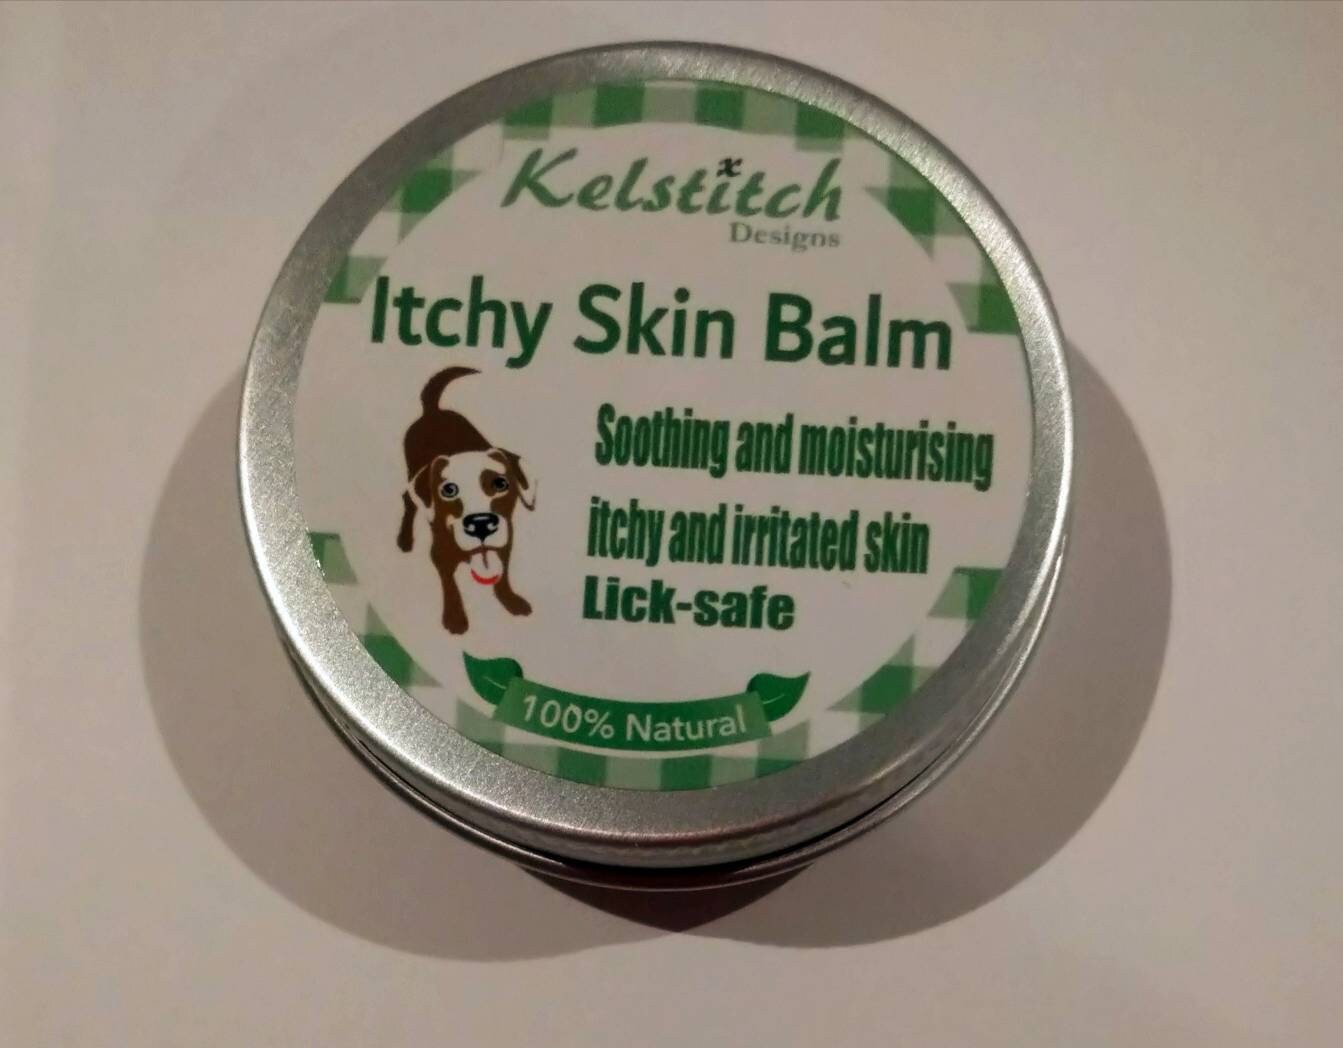 Kelstitch
Designs
Itchy Skin Balm
Soothing and moisturising
itchy and irritated skin
Lick-safe
100% Natural